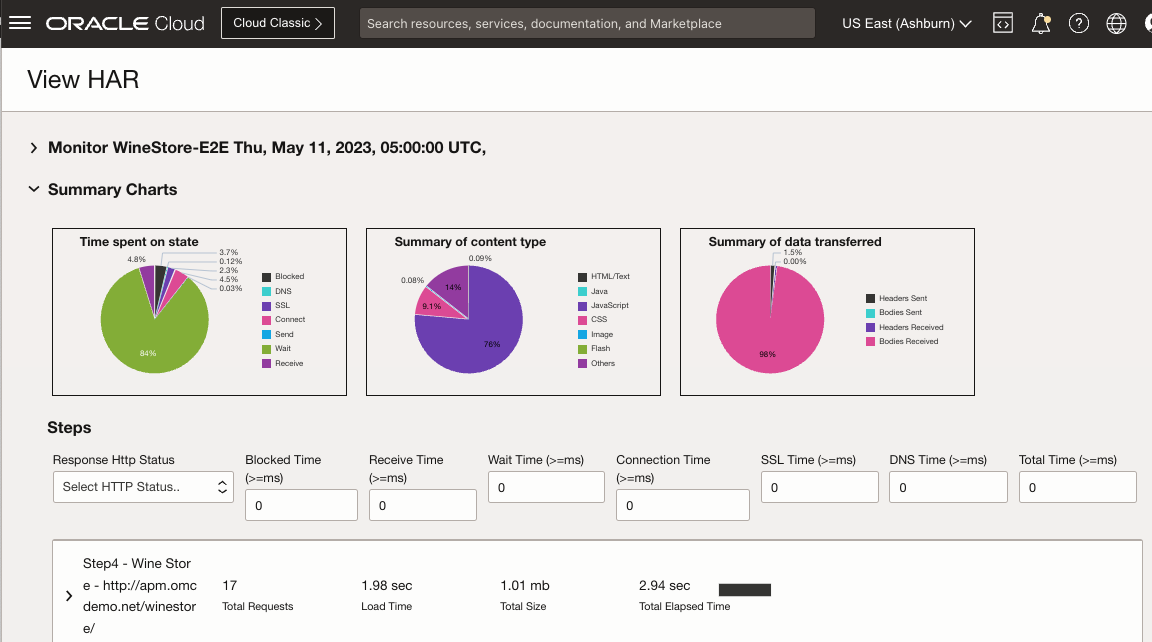 ORACLE Cloud
Cloud Classic
Search resources, services, documentation, and Marketplace
US East (Ashburn)
View HAR
Monitor WineStore-E2E Thu, May 11, 2023, 05:00:00 UTC,
Summary Charts
Time spent on state
4.8%
3.7%
0.12%
2.3%
4.5%
0.03%
84%
Blocked
DNS
SSL
Connect
Send
Wait
Receive
Summary of content type
0.09%
0.08%
14%
9.1%
76%
HTML/Text
Java
JavaScript
CSS
Image
Flash
Others
Summary of data transferred
1.5%
0.00%
98%
Headers Sent
Bodies Sent
Headers Received
Bodies Received
Steps
Response Http Status
Select HTTP Status..
Blocked Time
(>=ms)
0
Receive Time
(>=ms)
0
Wait Time (>=ms)
0
Connection Time
(>=ms)
0
SSL Time (>=ms)
0
DNS Time (>=ms)
0
Total Time (>=ms)
0
Step4 - Wine Stor
e - http://apm.omc
demo.net/winestor
e/
17
Total Requests
1.98 sec
Load Time
1.01 mb
Total Size
2.94 sec
Total Elapsed Time